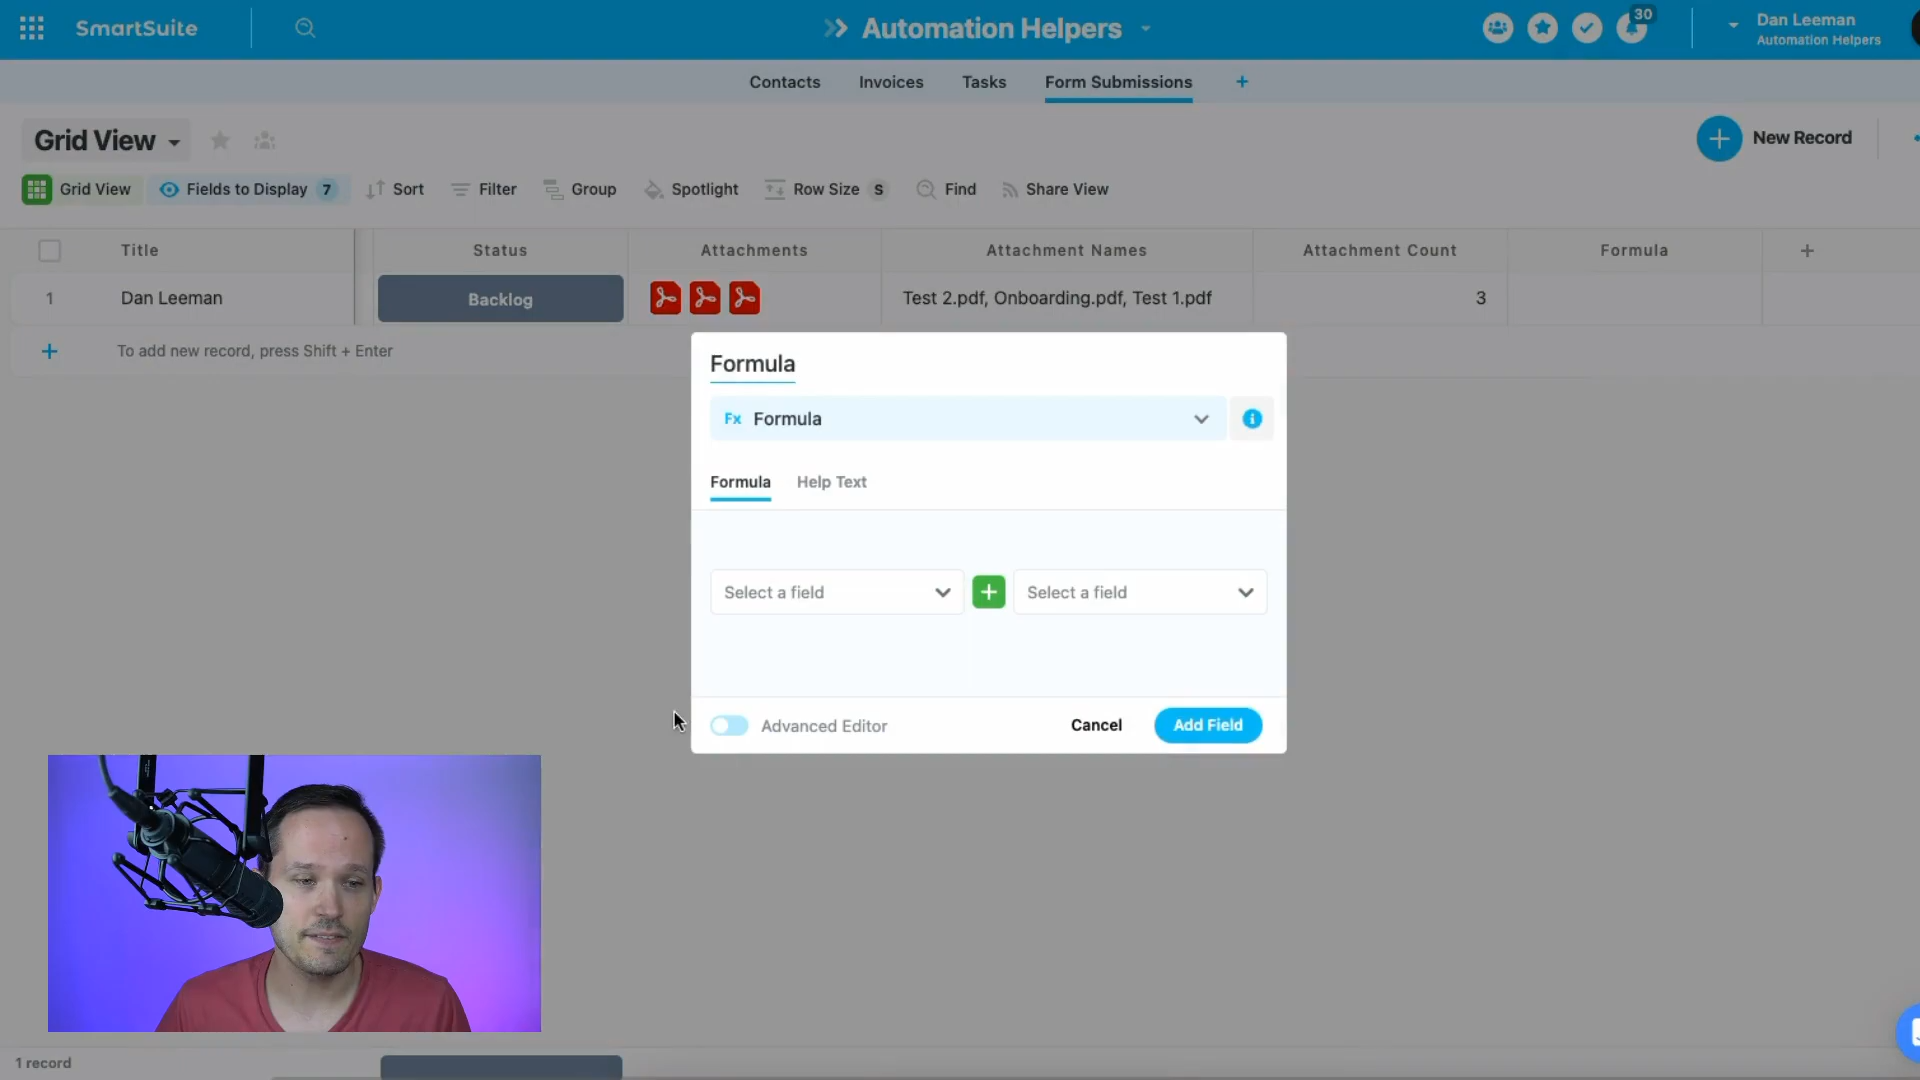 SmartSuite
Automation Helpers
30
Dan Leeman
Automation Helpers
Contacts Invoices Tasks Form Submissions +
Grid View
New Record
Grid View Fields to Display 7 Sort Filter Group Spotlight Row Size S Find Share View
Title Status Attachments Attachment Names Attachment Count Formula +
1 Dan Leeman Backlog Test 2.pdf, Onboarding.pdf, Test 1.pdf 3
+ To add new record, press Shift + Enter
Formula
Fx Formula
Formula Help Text
Select a field + Select a field
Advanced Editor Cancel Add Field
1 record